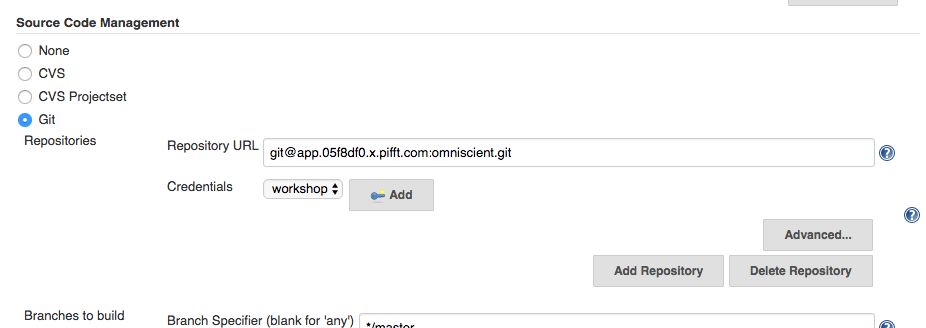 Source Code Management
None
CVS
CVS Projectset
Git
Repositories
Repository URL git@app.05f8df0.x.pifft.com:omniscient.git ?
Credentials workshop Add
?
Advanced...
Add Repository Delete Repository
Branches to build
Branch Specifier (blank for 'any') */master ?